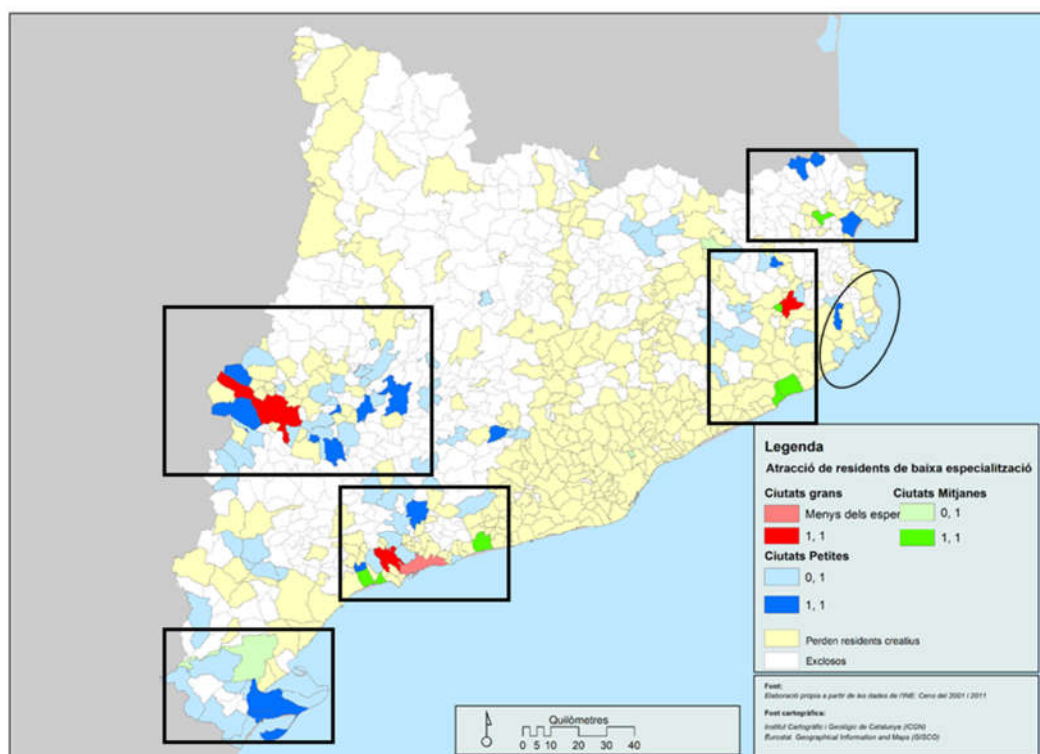 Legenda
Atracció de residents de baixa especialització
Ciutats grans
Menys dels esper
1, 1
Ciutats Mitjanes
0, 1
1, 1
Ciutats Petites
0, 1
1, 1
Perden residents creatius
Exclosos
Font:
Elaboració pròpia a partir de les dades de l'INE. Cens del 2001 i 2011
Font cartogràfica:
Institut Cartogràfic i Geològic de Catalunya (ICGN)
Eurostat. Geographical Information and Maps (GISCO)
Quilòmetres
0 5 10 20 30 40